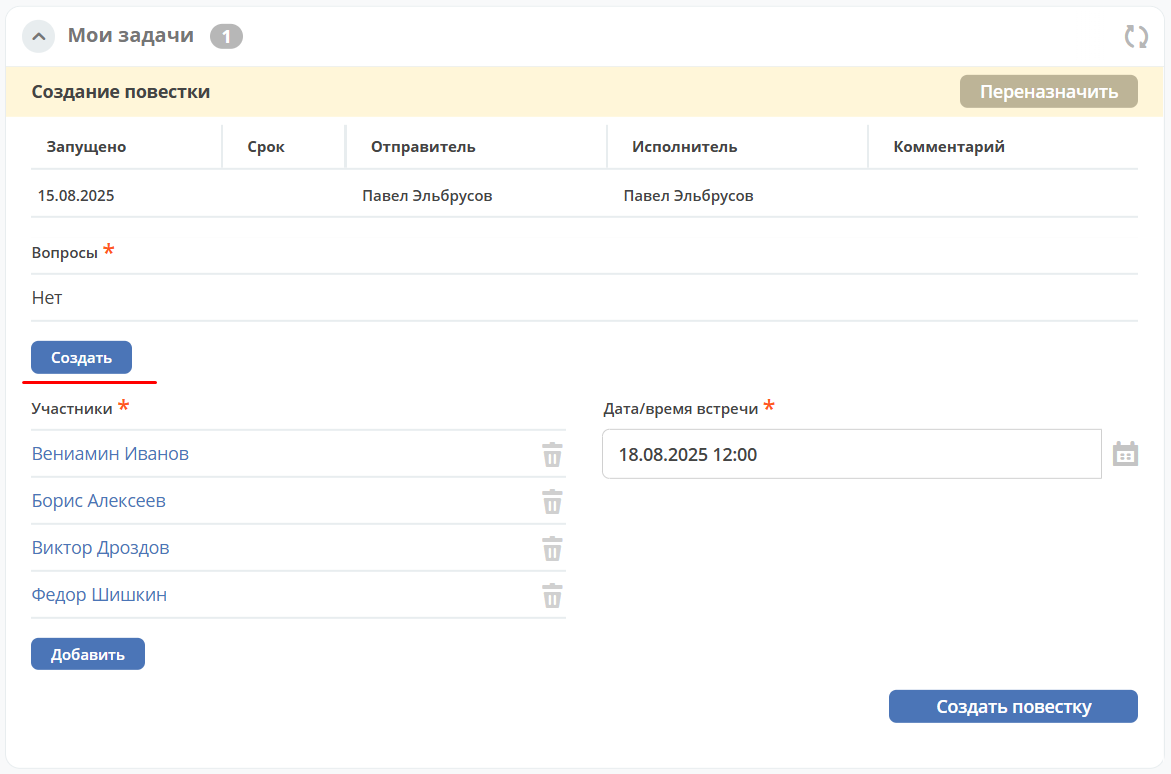 Мои задачи 1
Создание повестки Переназначить
Запущено Срок Отправитель Исполнитель Комментарий
15.08.2025 Павел Эльбрусов Павел Эльбрусов
Вопросы *
Нет
Создать
Участники * Дата/время встречи *
Вениамин Иванов 18.08.2025 12:00
Борис Алексеев
Виктор Дроздов
Федор Шишкин
Добавить
Создать повестку